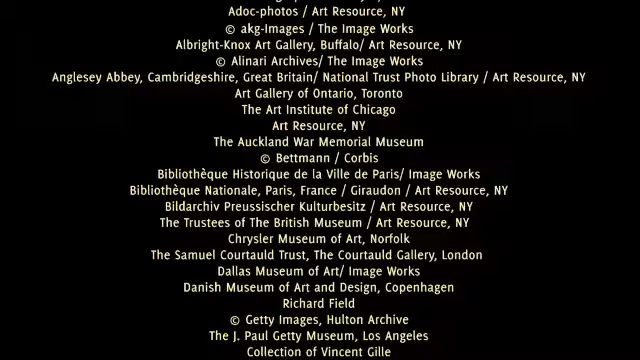 Adoc-photos / Art Resource, NY
© akg-Images / The Image Works
Albright-Knox Art Gallery, Buffalo/ Art Resource, NY
© Alinari Archives/ The Image Works
Anglesey Abbey, Cambridgeshire, Great Britain/ National Trust Photo Library / Art Resource, NY
Art Gallery of Ontario, Toronto
The Art Institute of Chicago
Art Resource, NY
The Auckland War Memorial Museum
© Bettmann / Corbis
Bibliothèque Historique de la Ville de Paris/ Image Works
Bibliothèque Nationale, Paris, France / Giraudon / Art Resource, NY
Bildarchiv Preussischer Kulturbesitz / Art Resource, NY
The Trustees of The British Museum / Art Resource, NY
Chrysler Museum of Art, Norfolk
The Samuel Courtauld Trust, The Courtauld Gallery, London
Dallas Museum of Art/ Image Works
Danish Museum of Art and Design, Copenhagen
Richard Field
© Getty Images, Hulton Archive
The J. Paul Getty Museum, Los Angeles
Collection of Vincent Gille